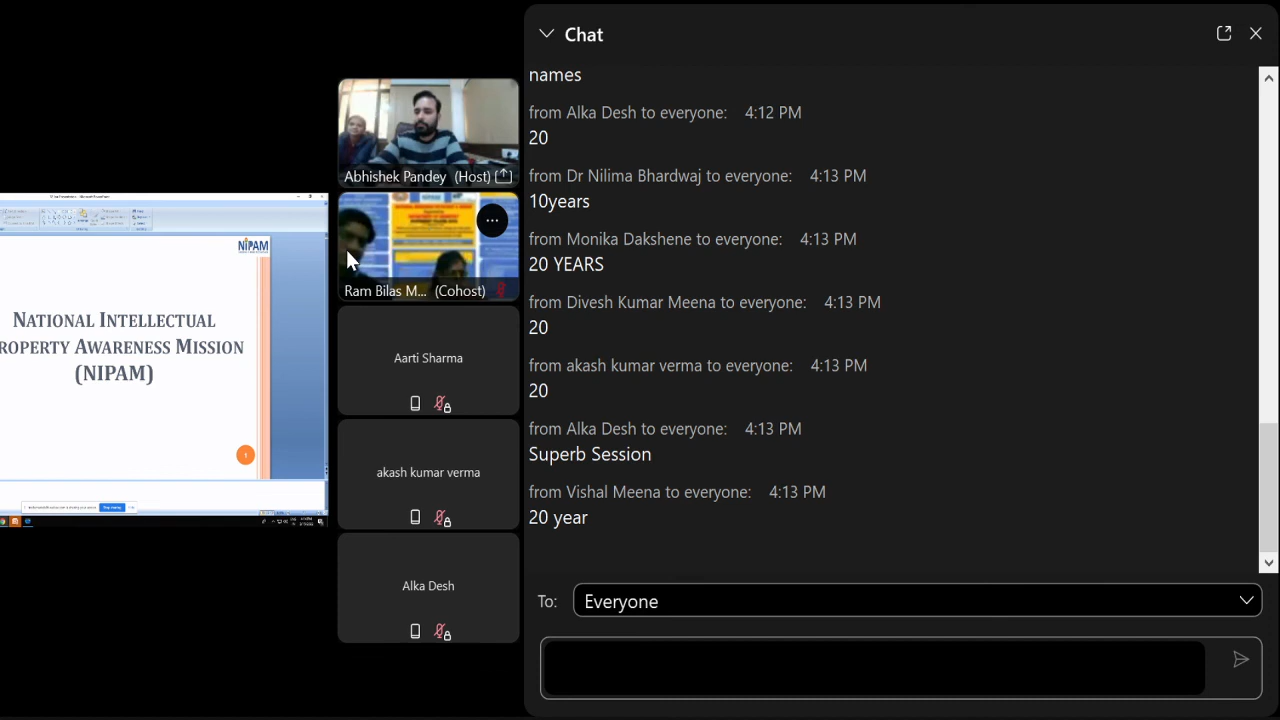 Chat
names
from Alka Desh to everyone: 4:12 PM
20
from Dr Nilima Bhardwaj to everyone: 4:13 PM
10years
from Monika Dakshene to everyone: 4:13 PM
20 YEARS
from Divesh Kumar Meena to everyone: 4:13 PM
20
from akash kumar verma to everyone: 4:13 PM
20
from Alka Desh to everyone: 4:13 PM
Superb Session
from Vishal Meena to everyone: 4:13 PM
20 year
To: Everyone
Abhishek Pandey (Host)
Ram Bilas M... (Cohost)
Aarti Sharma
akash kumar verma
Alka Desh
NIPAM
NATIONAL INTELLECTUAL
ROPERTY AWARENESS MISSION
(NIPAM)
1